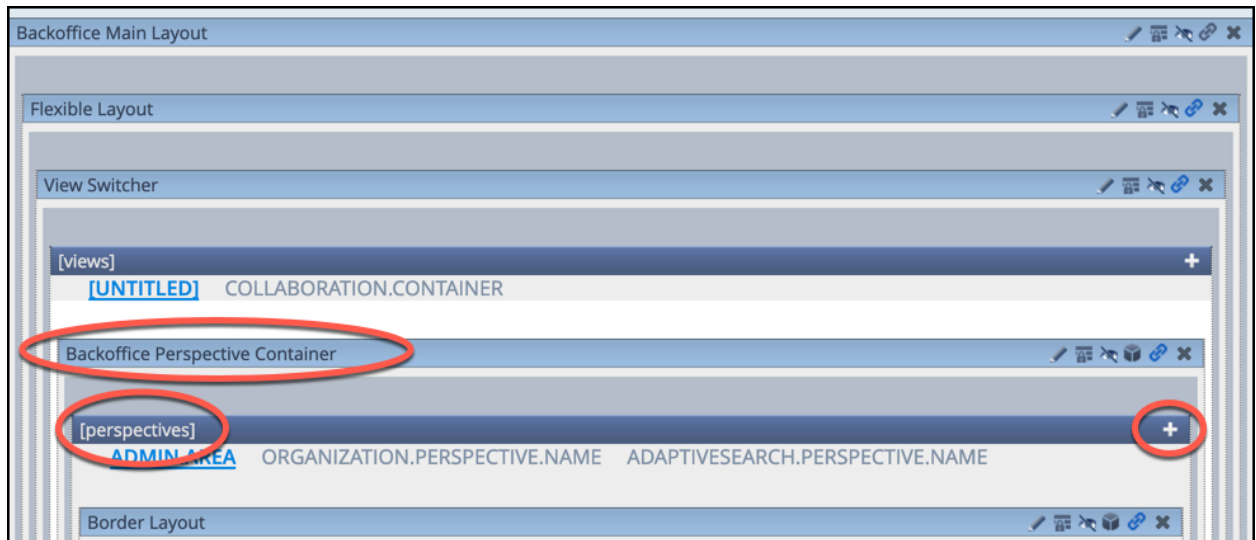 Backoffice Main Layout
Flexible Layout
View Switcher
[views]
[UNTITLED] COLLABORATION.CONTAINER
Backoffice Perspective Container
[perspectives]
ADMIN.AREA ORGANIZATION.PERSPECTIVE.NAME ADAPTIVESEARCH.PERSPECTIVE.NAME
Border Layout